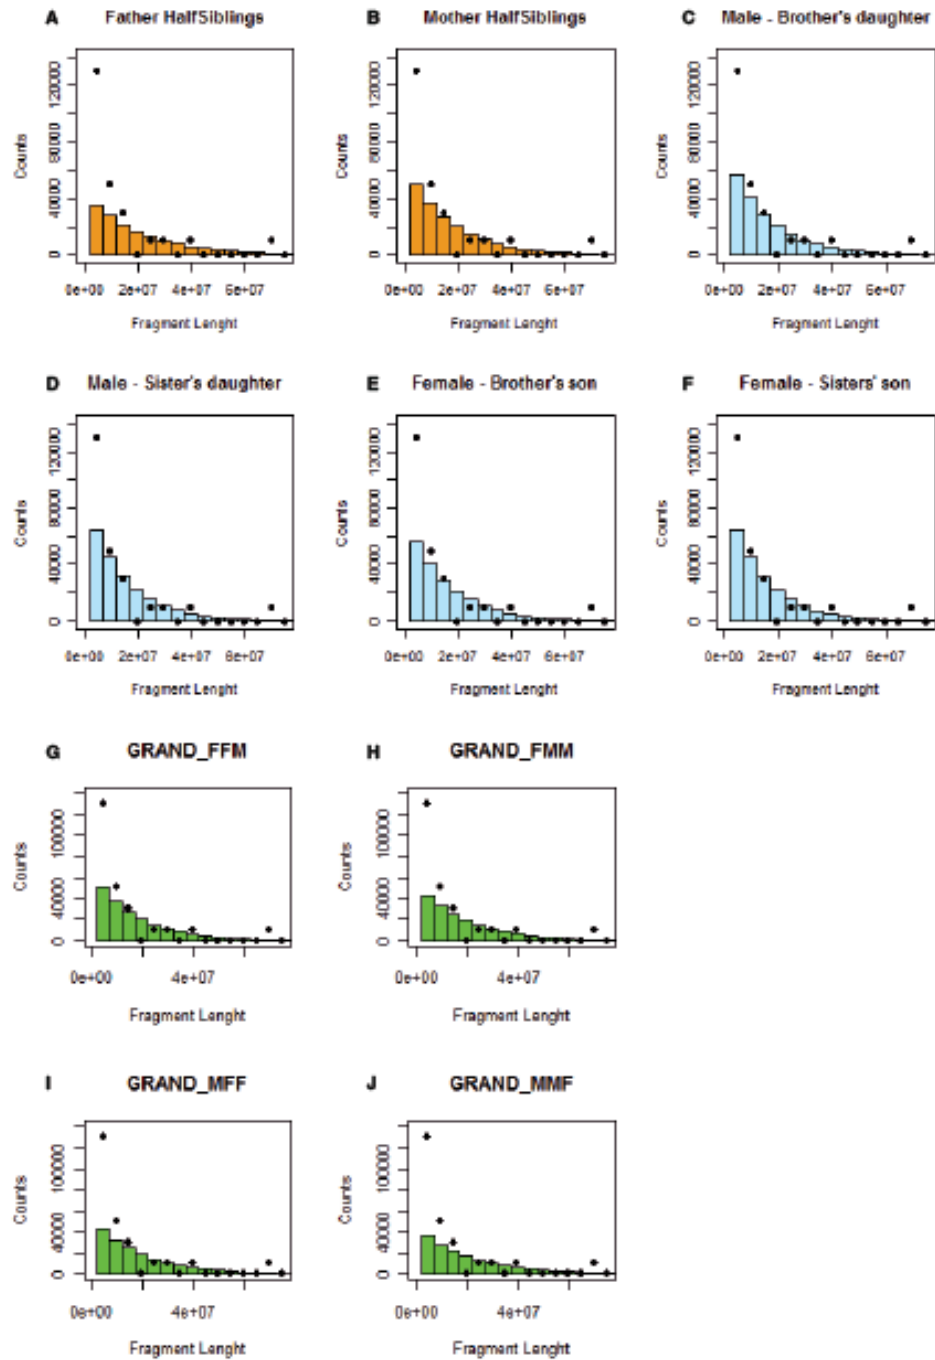 A Father HalfSiblings
B Mother HalfSiblings
C Male - Brother's daughter
Counts
0 40000 80000 120000
0e+00 2e+07 4e+07 6e+07
Fragment Lenght
Counts
0 40000 80000 120000
0e+00 2e+07 4e+07 6e+07
Fragment Lenght
Counts
0 40000 80000 120000
0e+00 2e+07 4e+07 6e+07
Fragment Lenght
D Male - Sister's daughter
E Female - Brother's son
F Female - Sisters' son
Counts
0 40000 80000 120000
0e+00 2e+07 4e+07 6e+07
Fragment Lenght
Counts
0 40000 80000 120000
0e+00 2e+07 4e+07 6e+07
Fragment Lenght
Counts
0 40000 80000 120000
0e+00 2e+07 4e+07 6e+07
Fragment Lenght
G GRAND_FFM
H GRAND_FMM
Counts
0 40000 100000
0e+00 4e+07
Fragment Lenght
Counts
0 40000 100000
0e+00 4e+07
Fragment Lenght
I GRAND_MFF
J GRAND_MMF
Counts
0 40000 100000
0e+00 4e+07
Fragment Lenght
Counts
0 40000 100000
0e+00 4e+07
Fragment Lenght